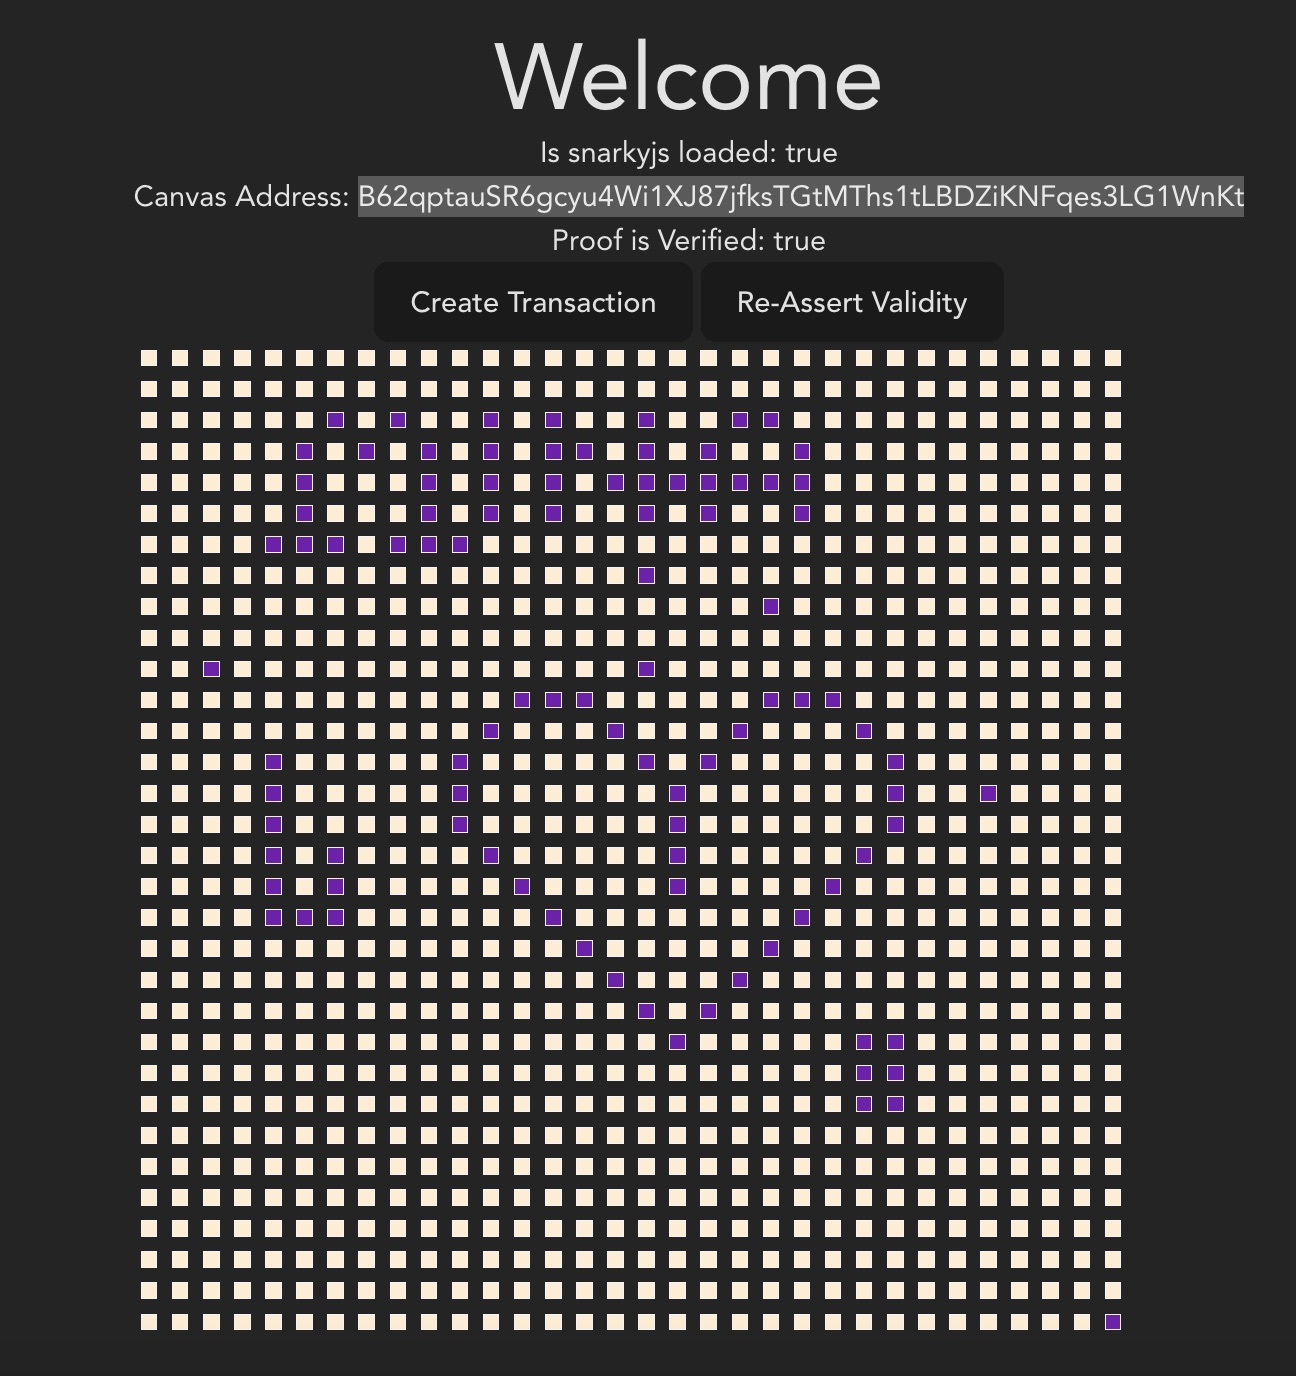 Welcome
Is snarkyjs loaded: true
Canvas Address: B62qptauSR6gcyu4Wi1XJ87jfksTGtMThs1tLBDZiKNFqes3LG1WnKt
Proof is Verified: true
Create Transaction Re-Assert Validity